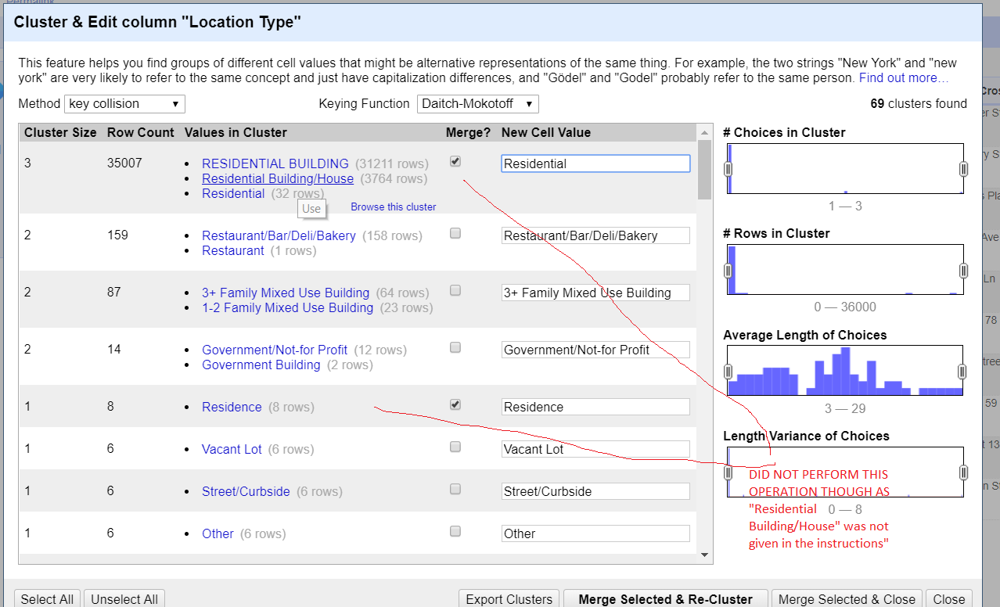 Permalink
Cluster & Edit column "Location Type"
This feature helps you find groups of different cell values that might be alternative representations of the same thing. For example, the two strings "New York" and "new
york" are very likely to refer to the same concept and just have capitalization differences, and "Gödel" and "Godel" probably refer to the same person. Find out more...
Method key collision Keying Function Daitch-Mokotoff 69 clusters found
Cluster Size Row Count Values in Cluster Merge? New Cell Value
3 35007 RESIDENTIAL BUILDING (31211 rows) Residential
Residential Building/House (3764 rows)
Residential (32 rows)
Use Browse this cluster
2 159 Restaurant/Bar/Deli/Bakery (158 rows) Restaurant/Bar/Deli/Bakery
Restaurant (1 rows)
2 87 3+ Family Mixed Use Building (64 rows) 3+ Family Mixed Use Building
1-2 Family Mixed Use Building (23 rows)
2 14 Government/Not-for Profit (12 rows) Government/Not-for Profit
Government Building (2 rows)
1 8 Residence (8 rows) Residence
1 6 Vacant Lot (6 rows) Vacant Lot
1 6 Street/Curbside (6 rows) Street/Curbside
1 6 Other (6 rows) Other
# Choices in Cluster
1 — 3
# Rows in Cluster
0 — 36000
Average Length of Choices
3 — 29
Length Variance of Choices
DID NOT PERFORM THIS
OPERATION THOUGH AS
"Residential 0 — 8
Building/House" was not
given in the instructions"
Select All Unselect All Export Clusters Merge Selected & Re-Cluster Merge Selected & Close Close
Ave
Ln
78
59
13